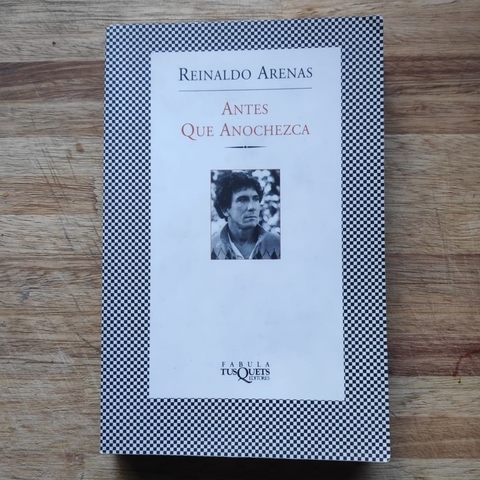 REINALDO ARENAS
ANTES
QUE ANOCHEZCA
FABULA
TUSQUETS
EDITORES